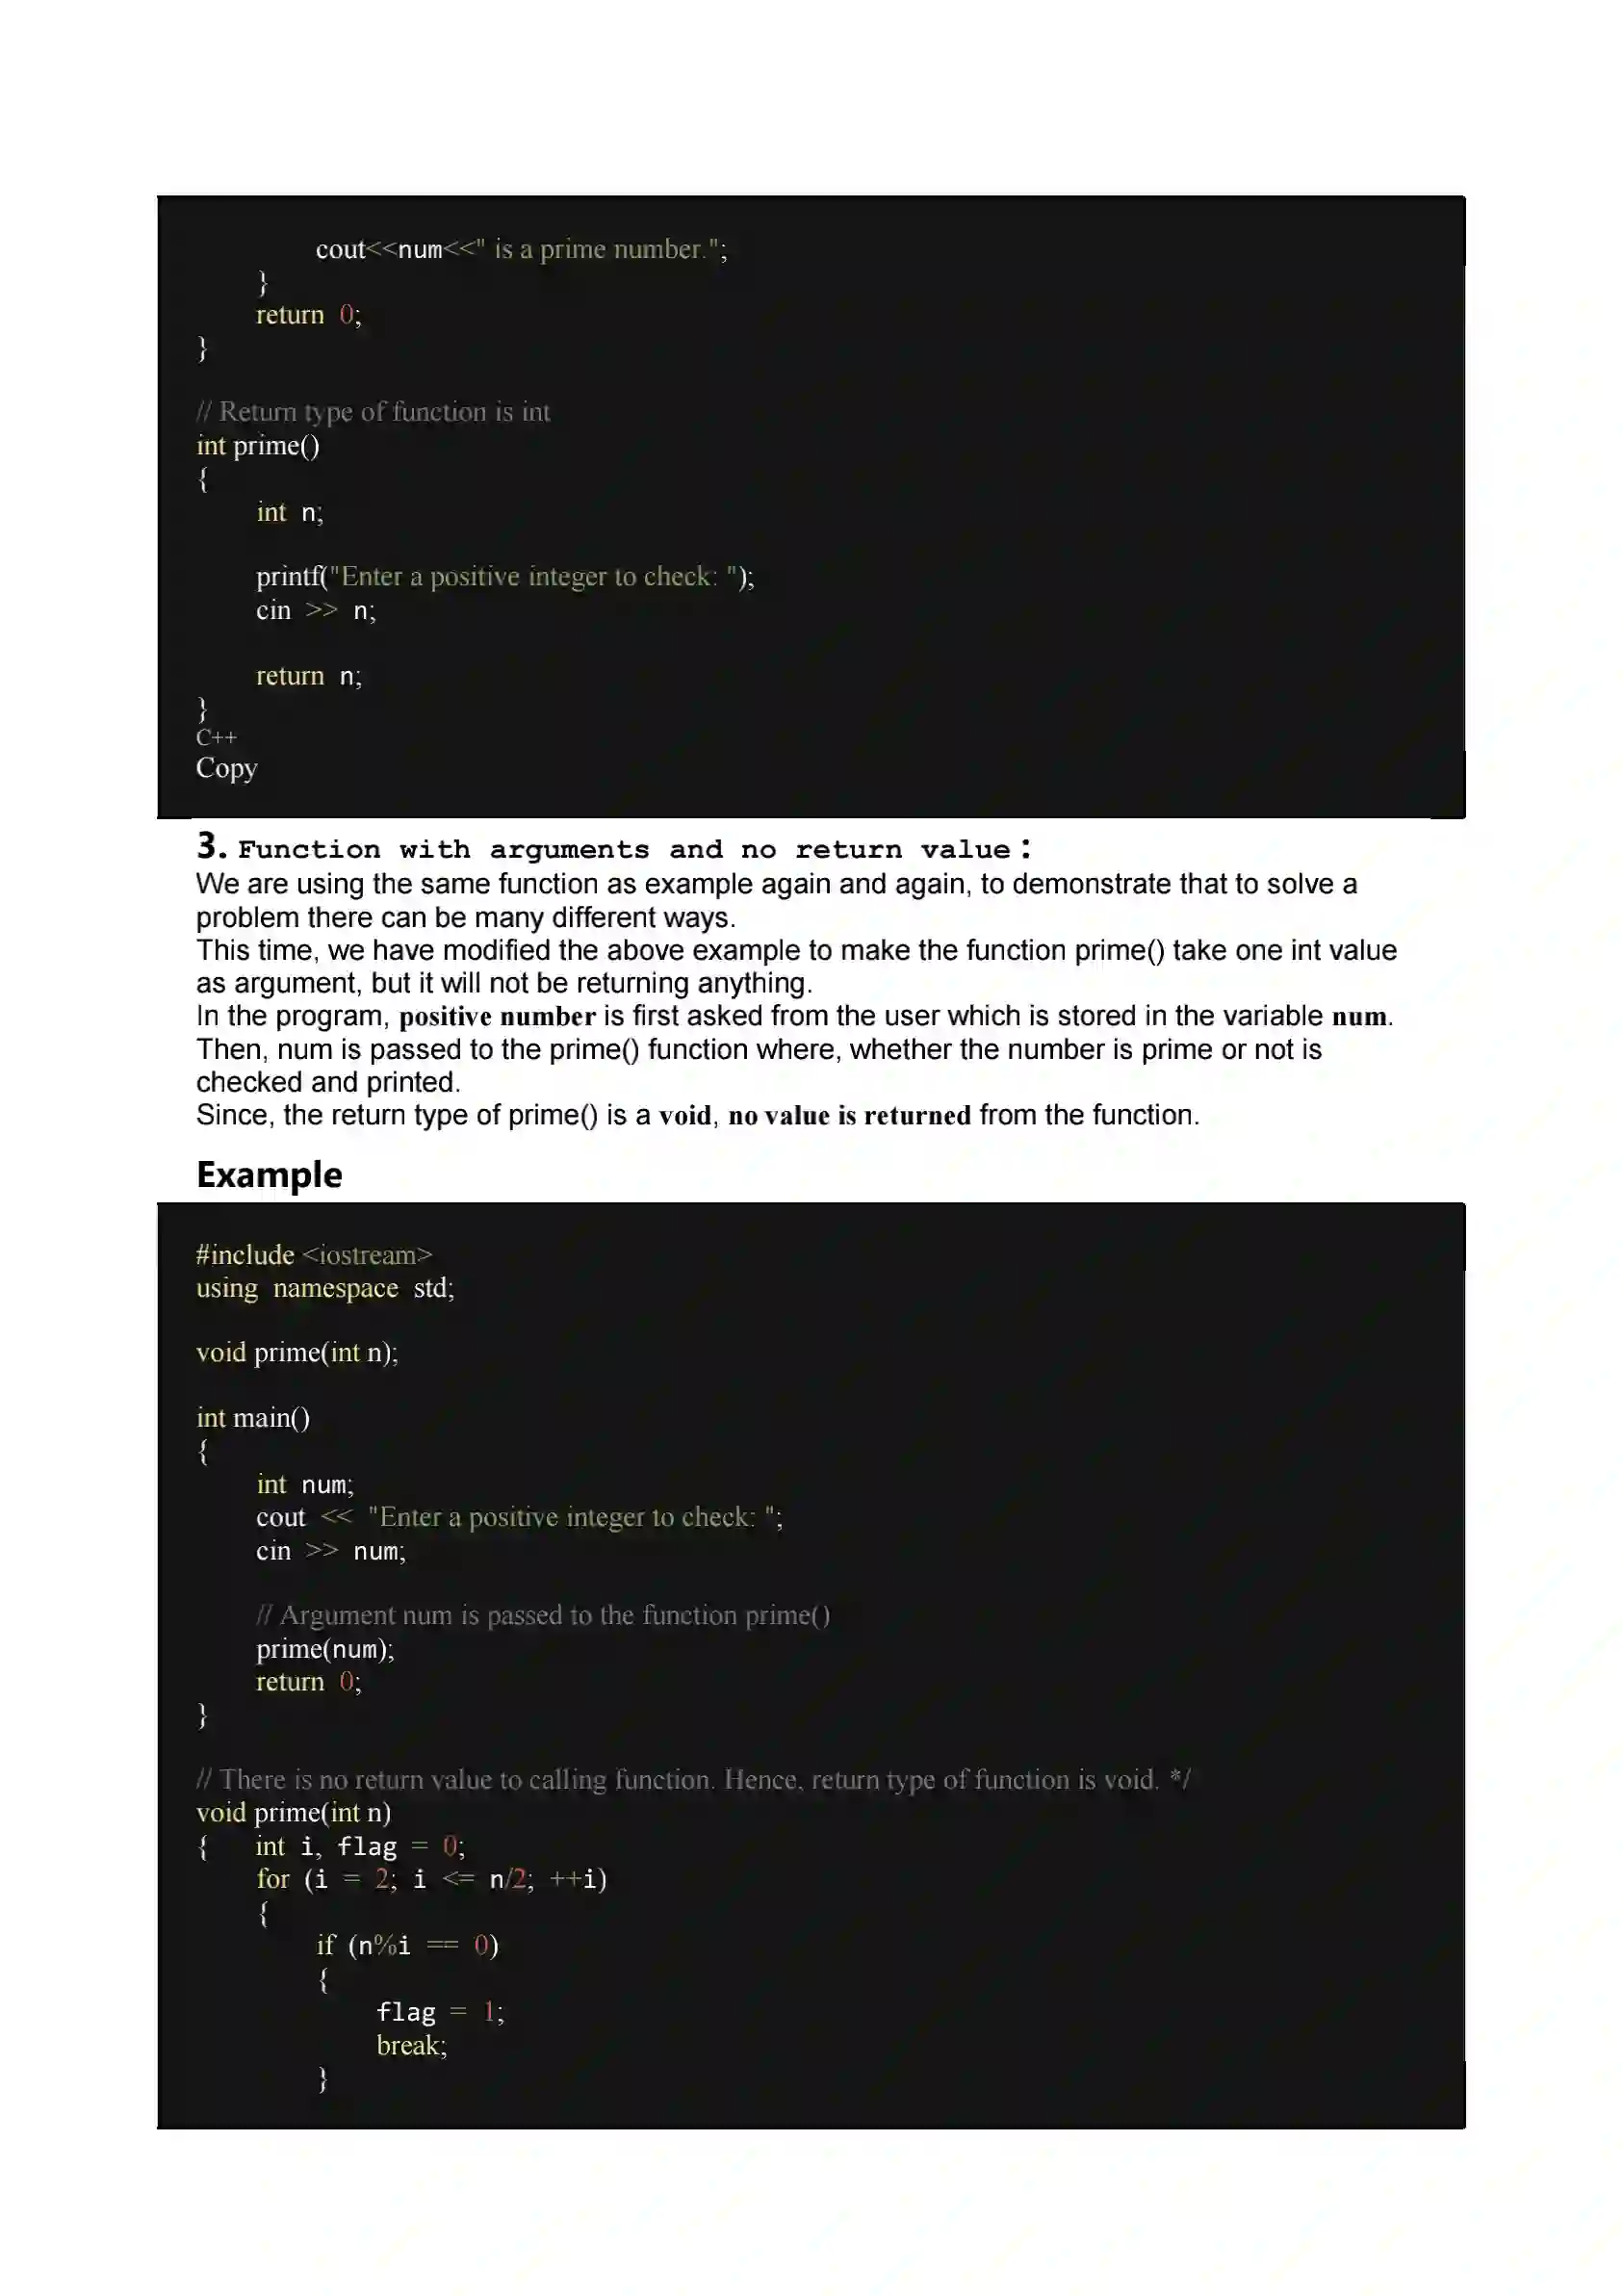 cout<<num<<" is a prime number.";
}
return 0;
}
// Return type of function is int
int prime()
{
int n;
printf("Enter a positive integer to check: ");
cin >> n;
return n;
}
C++
Copy
3. Function with arguments and no return value :
We are using the same function as example again and again, to demonstrate that to solve a
problem there can be many different ways.
This time, we have modified the above example to make the function prime() take one int value
as argument, but it will not be returning anything.
In the program, positive number is first asked from the user which is stored in the variable num.
Then, num is passed to the prime() function where, whether the number is prime or not is
checked and printed.
Since, the return type of prime() is a void, no value is returned from the function.
Example
#include <iostream>
using namespace std;
void prime(int n);
int main()
{
int num;
cout << "Enter a positive integer to check: ";
cin >> num;
// Argument num is passed to the function prime()
prime(num);
return 0;
}
// There is no return value to calling function. Hence, return type of function is void. */
void prime(int n)
{ int i, flag = 0;
for (i = 2; i <= n/2; ++i)
{
if (n%i == 0)
{
flag = 1;
break;
}